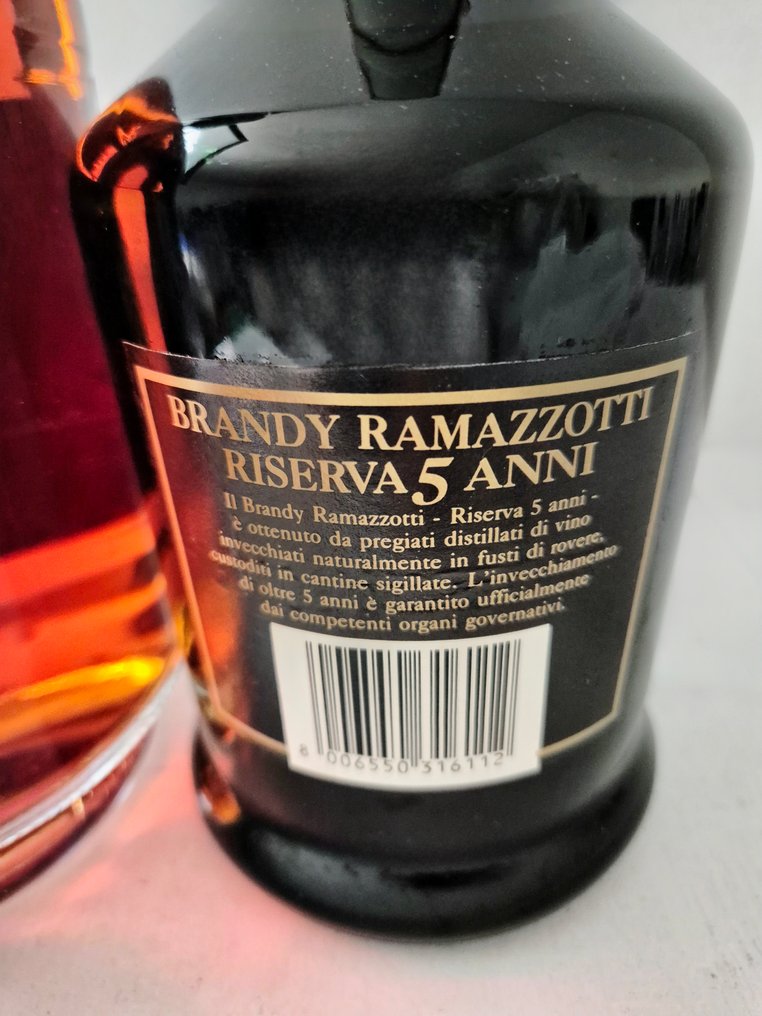 BRANDY RAMAZZOTTI
RISERVA 5 ANNI
Il Brandy Ramazzotti - Riserva 5 anni -
è ottenuto da pregiati distillati di vino
invecchiati naturalmente in fusti di rovere,
custoditi in cantine sigillate. L'invecchiamento
di oltre 5 anni è garantito ufficialmente
dai competenti organi governativi.
8 006550 316112